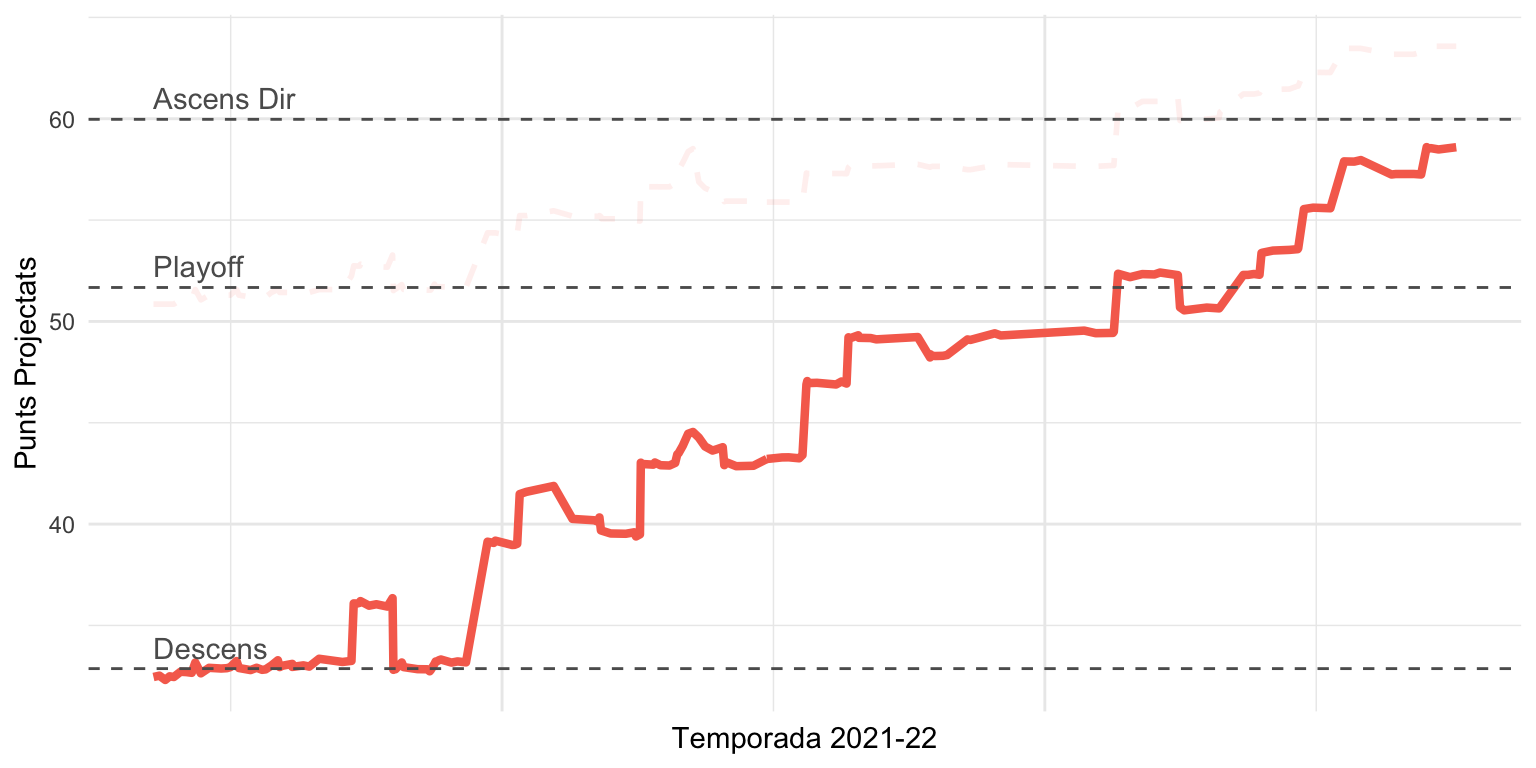 Ascens Dir
60
Playoff
50
40
Descens
Punts Projectats
Temporada 2021-22